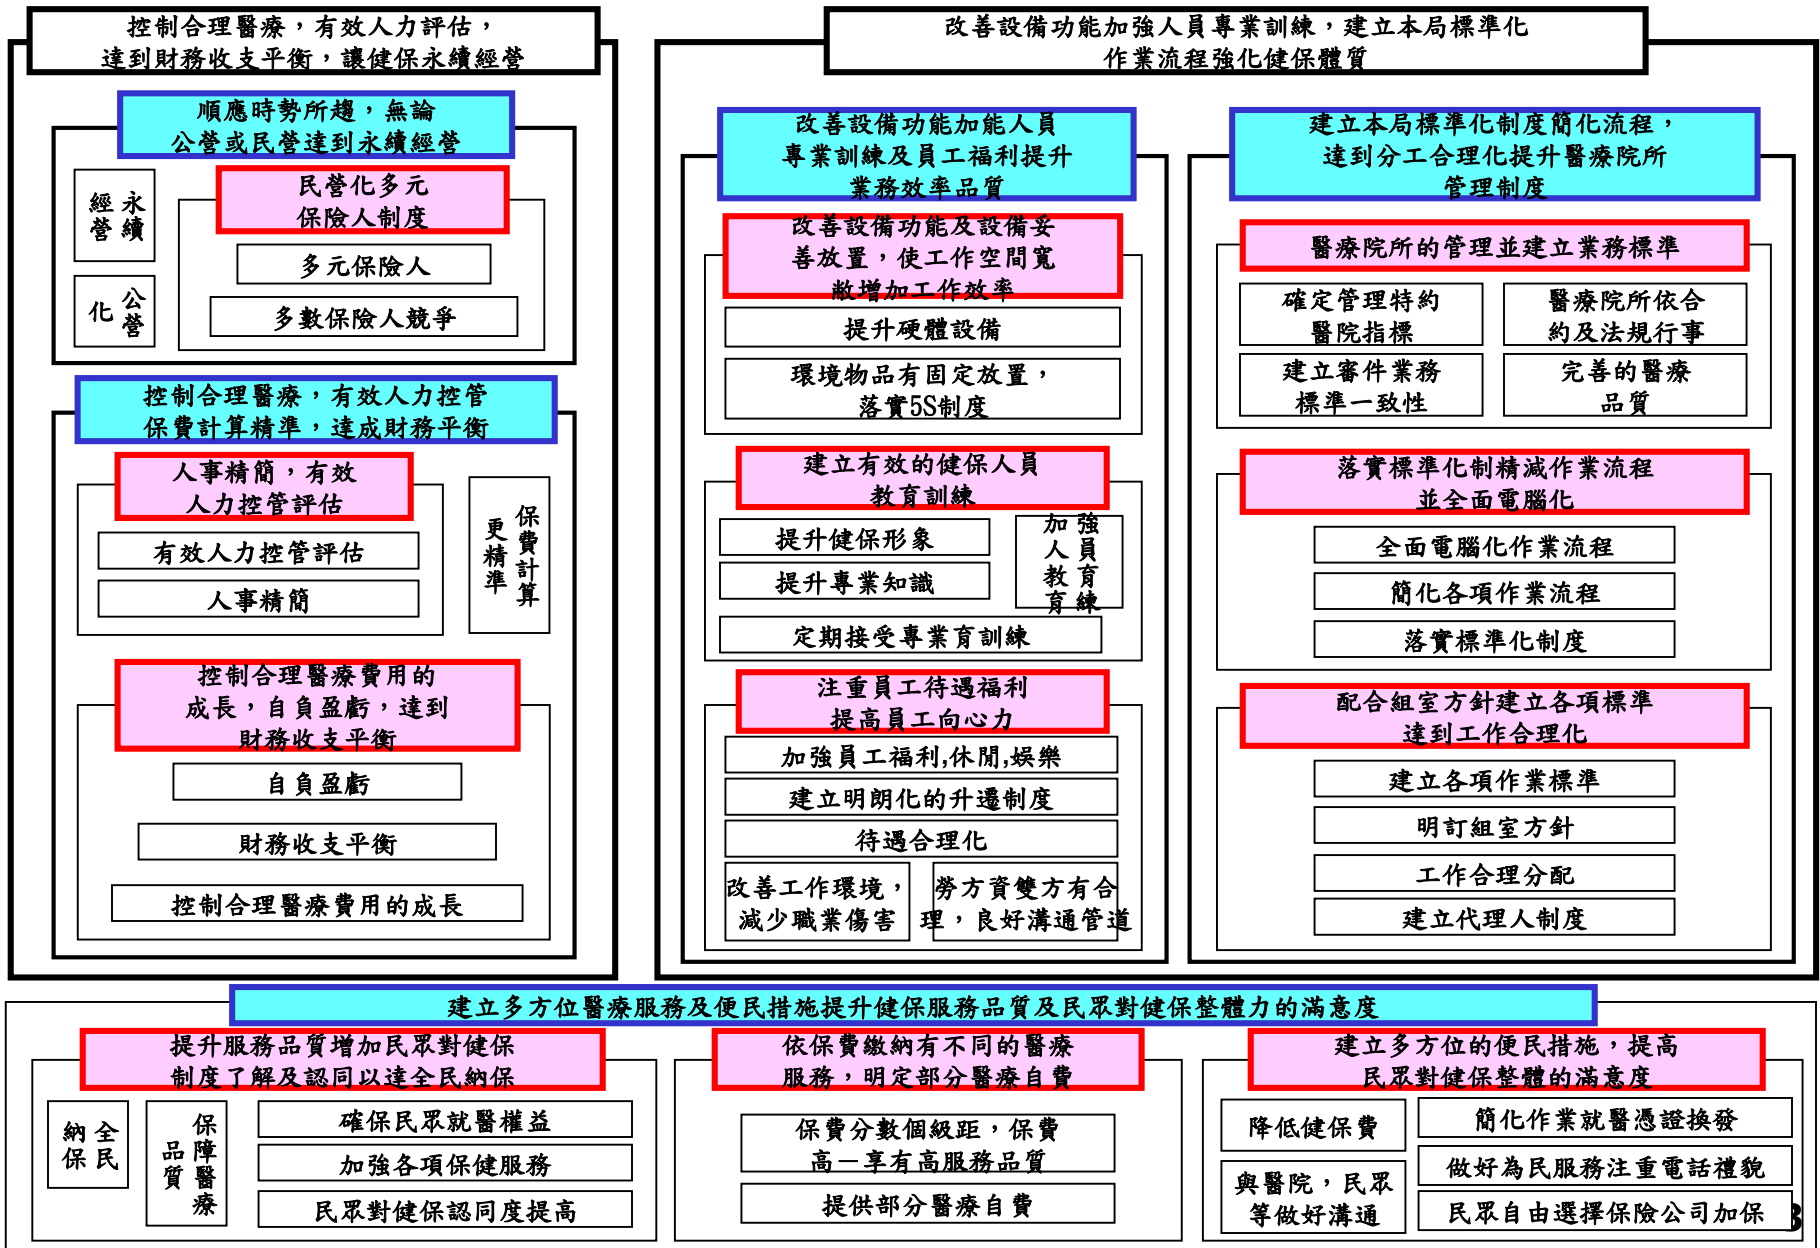 控制合理醫療，有效人力評估，
達到財務收支平衡，讓健保永續經營
順應時勢所趨，無論
公營或民營達到永續經營
永續
經營
公營
化
民營化多元
保險人制度
多元保險人
多數保險人競爭
控制合理醫療，有效人力控管
保費計算精準，達成財務平衡
人事精簡，有效
人力控管評估
有效人力控管評估
人事精簡
保費計算
更精準
控制合理醫療費用的
成長，自負盈虧，達到
財務收支平衡
自負盈虧
財務收支平衡
控制合理醫療費用的成長
改善設備功能加強人員專業訓練，建立本局標準化
作業流程強化健保體質
改善設備功能加能人員
專業訓練及員工福利提升
業務效率品質
改善設備功能及設備妥
善放置，使工作空間寬
敞增加工作效率
提升硬體設備
環境物品有固定放置，
落實5S制度
建立有效的健保人員
教育訓練
提升健保形象
提升專業知識
加強
人員
教育
育練
定期接受專業育訓練
注重員工待遇福利
提高員工向心力
加強員工福利,休閒,娛樂
建立明朗化的升遷制度
待遇合理化
改善工作環境，
減少職業傷害
勞方資雙方有合
理，良好溝通管道
建立本局標準化制度簡化流程，
達到分工合理化提升醫療院所
管理制度
醫療院所的管理並建立業務標準
確定管理特約
醫院指標
醫療院所依合
約及法規行事
建立審件業務
標準一致性
完善的醫療
品質
落實標準化制精減作業流程
並全面電腦化
全面電腦化作業流程
簡化各項作業流程
落實標準化制度
配合組室方針建立各項標準
達到工作合理化
建立各項作業標準
明訂組室方針
工作合理分配
建立代理人制度
建立多方位醫療服務及便民措施提升健保服務品質及民眾對健保整體力的滿意度
提升服務品質增加民眾對健保
制度了解及認同以達全民納保
全民
納保
保障醫療
品質
確保民眾就醫權益
加強各項保健服務
民眾對健保認同度提高
依保費繳納有不同的醫療
服務，明定部分醫療自費
保費分數個級距，保費
高－享有高服務品質
提供部分醫療自費
建立多方位的便民措施，提高
民眾對健保整體的滿意度
降低健保費
與醫院，民眾
等做好溝通
簡化作業就醫憑證換發
做好為民服務注重電話禮貌
民眾自由選擇保險公司加保